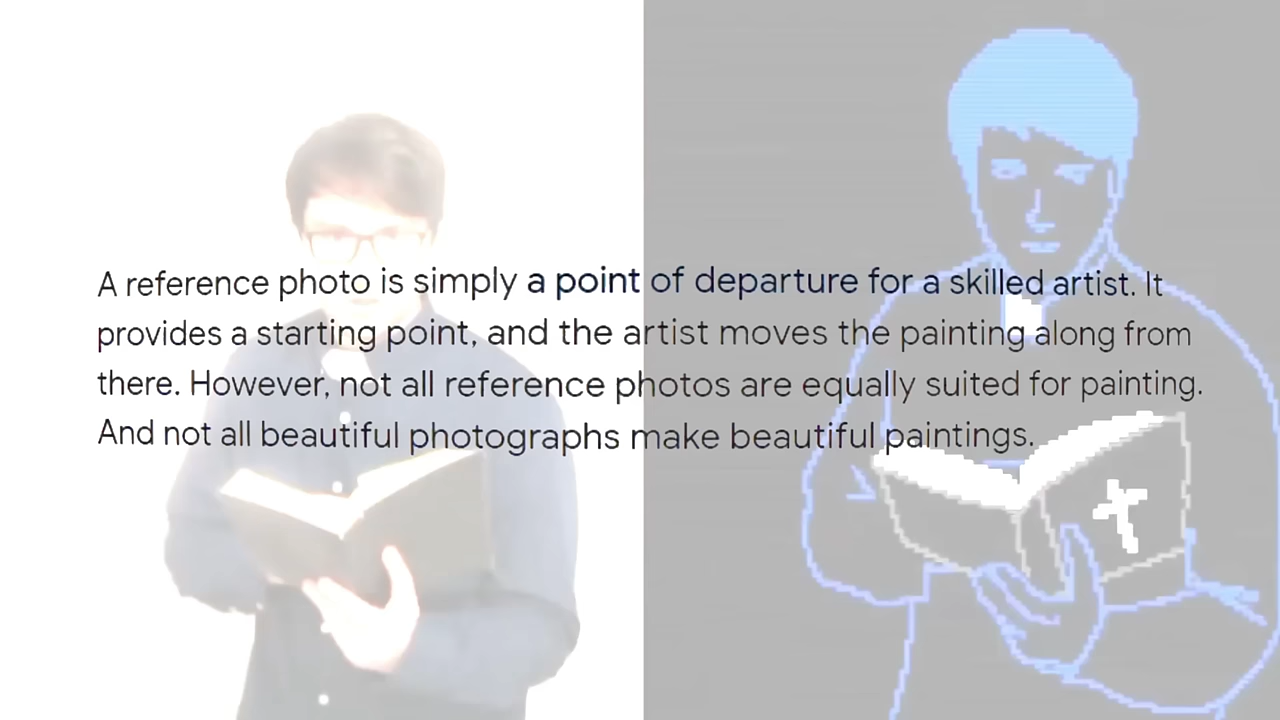 A reference photo is simply a point of departure for a skilled artist. It
provides a starting point, and the artist moves the painting along from
there. However, not all reference photos are equally suited for painting.
And not all beautiful photographs make beautiful paintings.